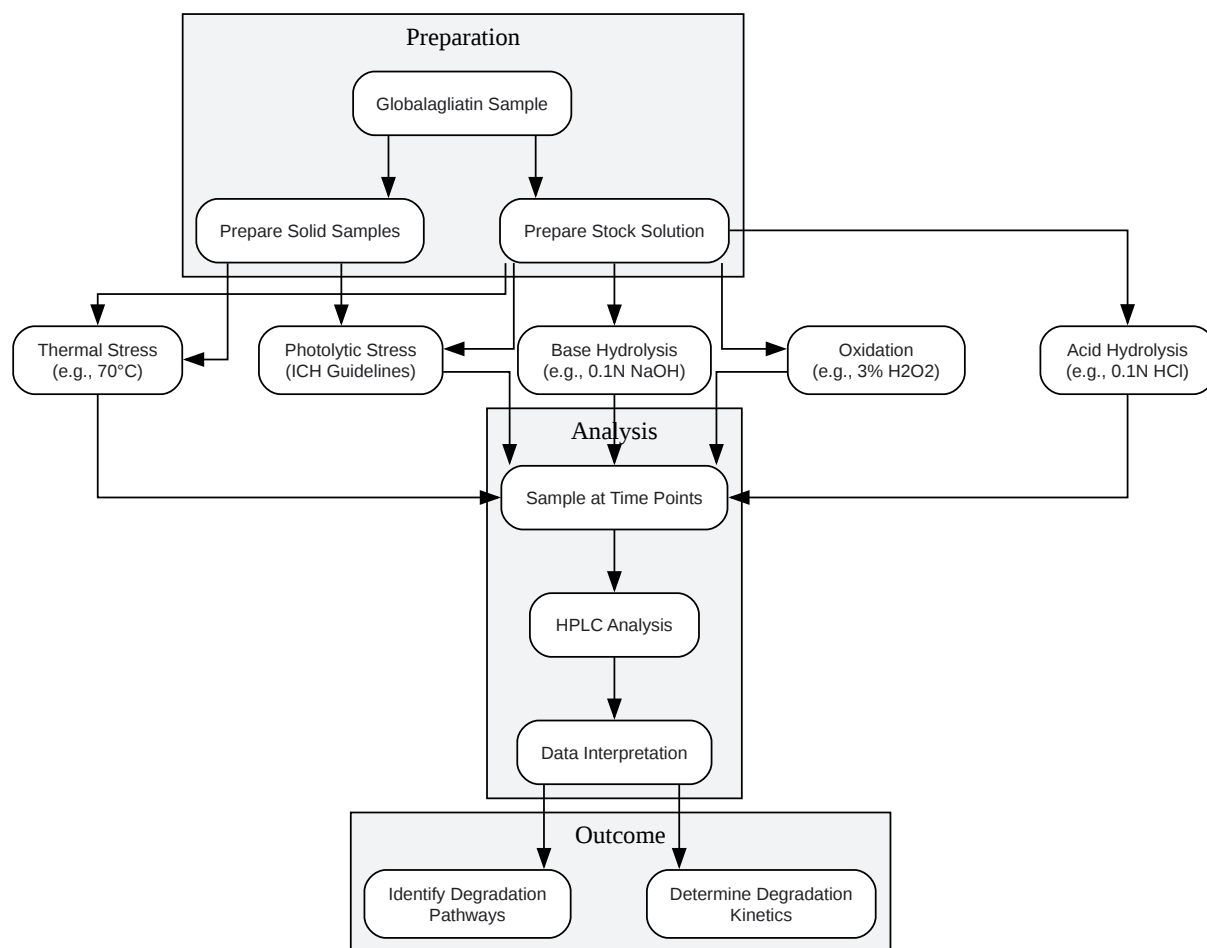 Preparation
Globalagliatin Sample
Prepare Solid Samples
Prepare Stock Solution
Thermal Stress
(e.g., 70°C)
Photolytic Stress
(ICH Guidelines)
Base Hydrolysis
(e.g., 0.1N NaOH)
Oxidation
(e.g., 3% H2O2)
Acid Hydrolysis
(e.g., 0.1N HCl)
Analysis
Sample at Time Points
HPLC Analysis
Data Interpretation
Outcome
Identify Degradation
Pathways
Determine Degradation
Kinetics